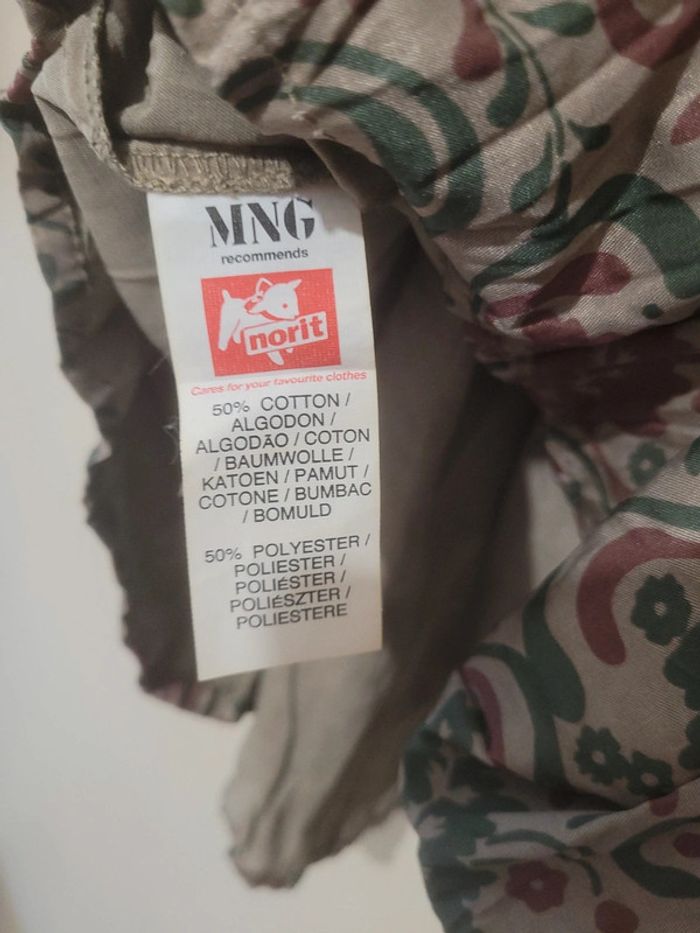 MNG
recommends
norit
Cares for your favourite clothes
50% COTTON /
ALGODON /
ALGODÃO / COTON
/ BAUMWOLLE /
KATOEN / PAMUT /
COTONE / BUMBAC
/ BOMULD
50% POLYESTER /
POLIESTER /
POLIÉSTER /
POLIÉSZTER /
POLIESTERE